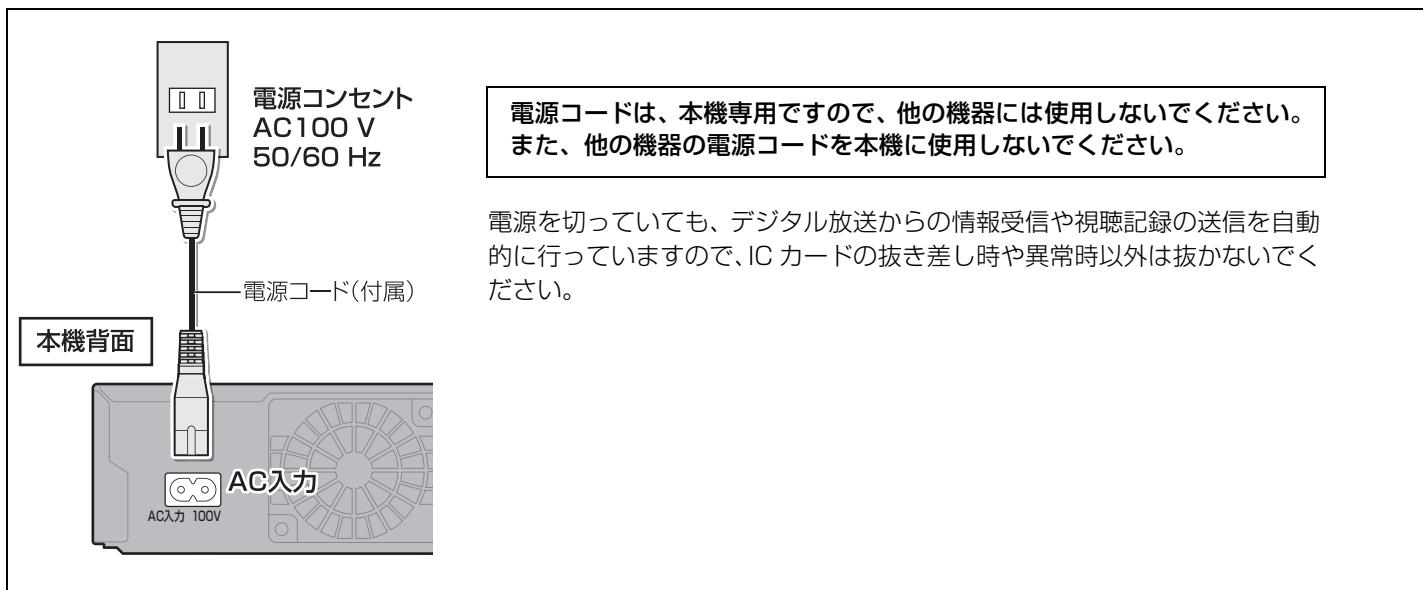 電源コンセント
AC100 V
50/60 Hz
電源コード(付属)
本機背面
AC入力
AC入力 100V
電源コードは、本機専用ですので、他の機器には使用しないでください。
また、他の機器の電源コードを本機に使用しないでください。
電源を切っていても、デジタル放送からの情報受信や視聴記録の送信を自動
的に行っていますので、IC カードの抜き差し時や異常時以外は抜かないでく
ださい。